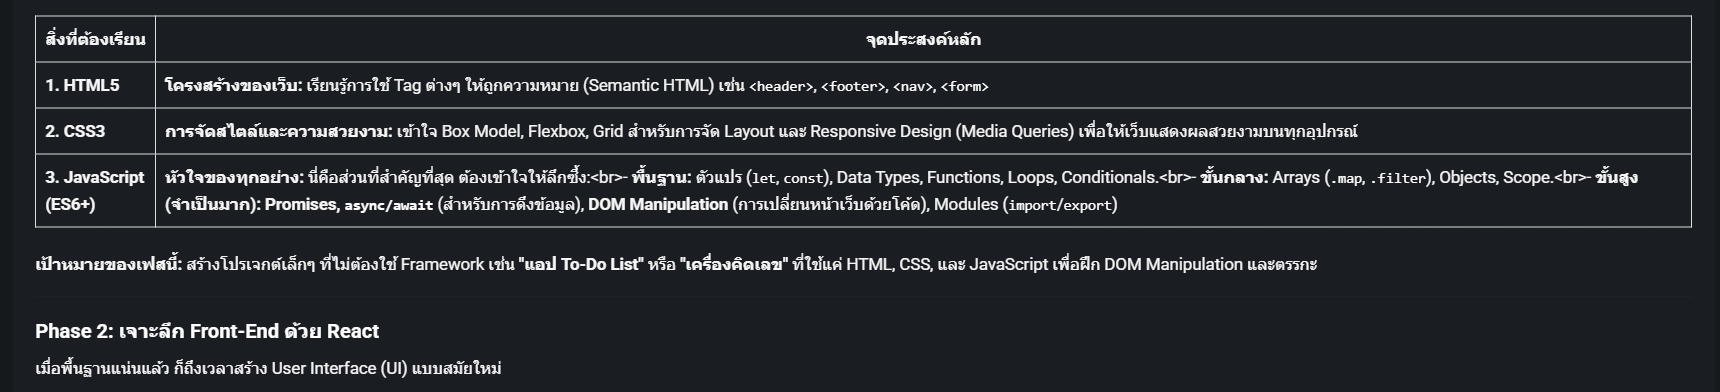 สิ่งที่ต้องเรียน จุดประสงค์หลัก
1. HTML5 โครงสร้างของเว็บ: เรียนรู้การใช้ Tag ต่างๆ ให้ถูกความหมาย (Semantic HTML) เช่น <header>, <footer>, <nav>, <form>
2. CSS3 การจัดสไตล์และความสวยงาม: เข้าใจ Box Model, Flexbox, Grid สำหรับการจัด Layout และ Responsive Design (Media Queries) เพื่อให้เว็บแสดงผลสวยงามบนทุกอุปกรณ์
3. JavaScript หัวใจของทุกอย่าง: นี่คือส่วนที่สำคัญที่สุด ต้องเข้าใจให้ลึกซึ้ง:<br>- พื้นฐาน: ตัวแปร (let, const), Data Types, Functions, Loops, Conditionals.<br>- ขั้นกลาง: Arrays (.map, .filter), Objects, Scope.<br>- ขั้นสูง
(ES6+) (จำเป็นมาก): Promises, async/await (สำหรับการดึงข้อมูล), DOM Manipulation (การเปลี่ยนหน้าเว็บด้วยโค้ด), Modules (import/export)
เป้าหมายของเฟสนี้: สร้างโปรเจกต์เล็กๆ ที่ไม่ต้องใช้ Framework เช่น "แอป To-Do List" หรือ "เครื่องคิดเลข" ที่ใช้แค่ HTML, CSS, และ JavaScript เพื่อฝึก DOM Manipulation และตรรกะ
Phase 2: เจาะลึก Front-End ด้วย React
เมื่อพื้นฐานแน่นแล้ว ก็ถึงเวลาสร้าง User Interface (UI) แบบสมัยใหม่